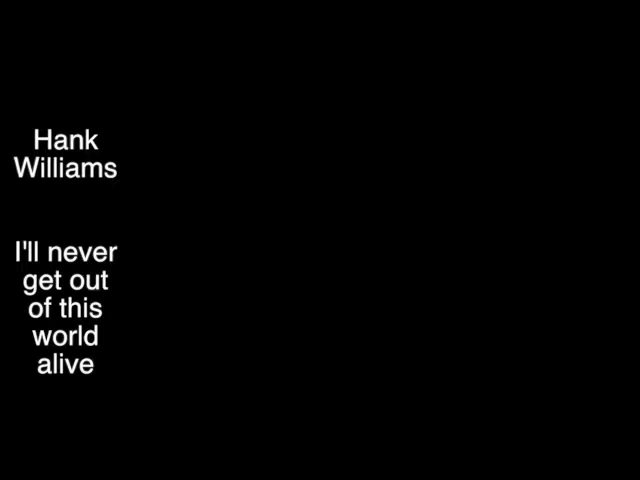 Hank
Williams
I'll never
get out
of this
world
alive